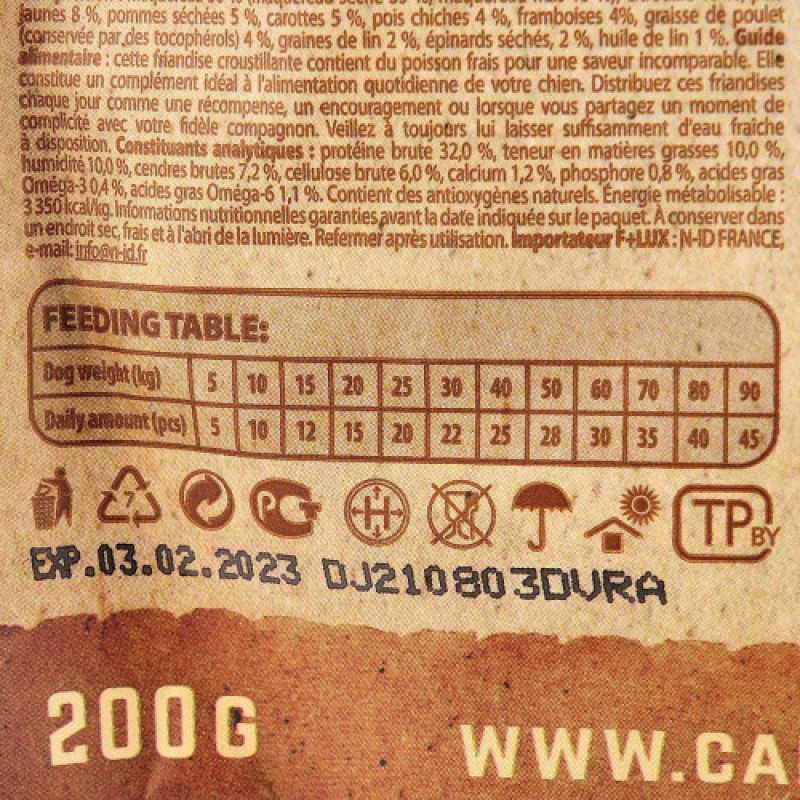 jaunes 8 %, pommes séchées 5 %, carottes 5 %, pois chiches 4 %, framboises 4%, graisse de poulet
(conservée par des tocophérols) 4 %, graines de lin 2 %, épinards séchés, 2 %, huile de lin 1 %. Guide
alimentaire : cette friandise croustillante contient du poisson frais pour une saveur incomparable. Elle
constitue un complément idéal à l'alimentation quotidienne de votre chien. Distribuez ces friandises
chaque jour comme une récompense, un encouragement ou lorsque vous partagez un moment de
complicité avec votre fidèle compagnon. Veillez à toujours lui laisser suffisamment d'eau fraîche
à disposition. Constituants analytiques : protéine brute 32,0 %, teneur en matières grasses 10,0 %,
humidité 10,0 %, cendres brutes 7,2 %, cellulose brute 6,0 %, calcium 1,2 %, phosphore 0,8 %, acides gras
Oméga-3 0,4 %, acides gras Oméga-6 1,1 %. Contient des antioxygènes naturels. Énergie métabolisable :
3 350 kcal/kg. Informations nutritionnelles garanties avant la date indiquée sur le paquet. À conserver dans
un endroit sec, frais et à l'abri de la lumière. Refermer après utilisation. Importateur F+LUX : N-ID FRANCE,
e-mail: info@n-id.fr
FEEDING TABLE:
Dog weight (kg) 5 10 15 20 25 30 40 50 60 70 80 90
Daily amount (pcs) 5 10 12 15 20 22 25 28 30 35 40 45
7 PCT H TP BY
EXP.03.02.2023 DJ210803DVRA
200 G WWW.CA